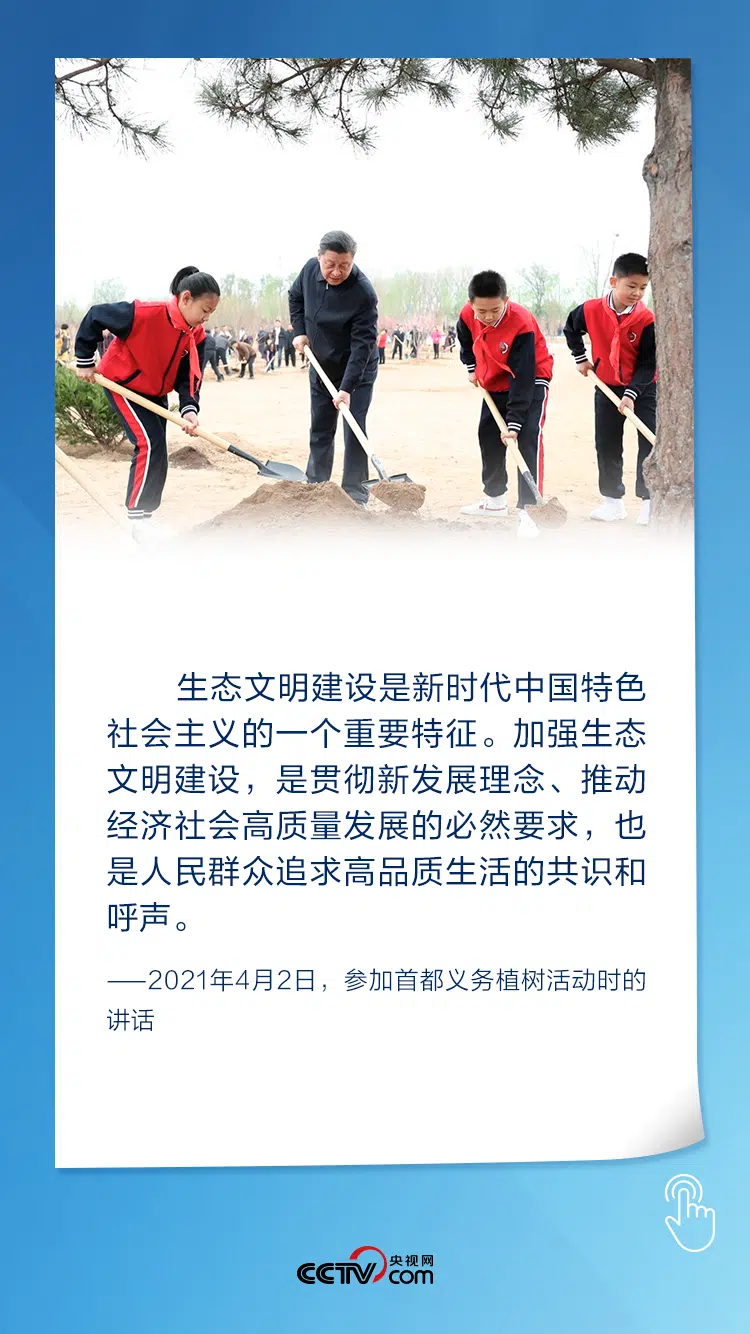 生态文明建设是新时代中国特色
社会主义的一个重要特征。加强生态
文明建设，是贯彻新发展理念、推动
经济社会高质量发展的必然要求，也
是人民群众追求高品质生活的共识和
呼声。
——2021年4月2日，参加首都义务植树活动时的
讲话
央视网
CCTV.com